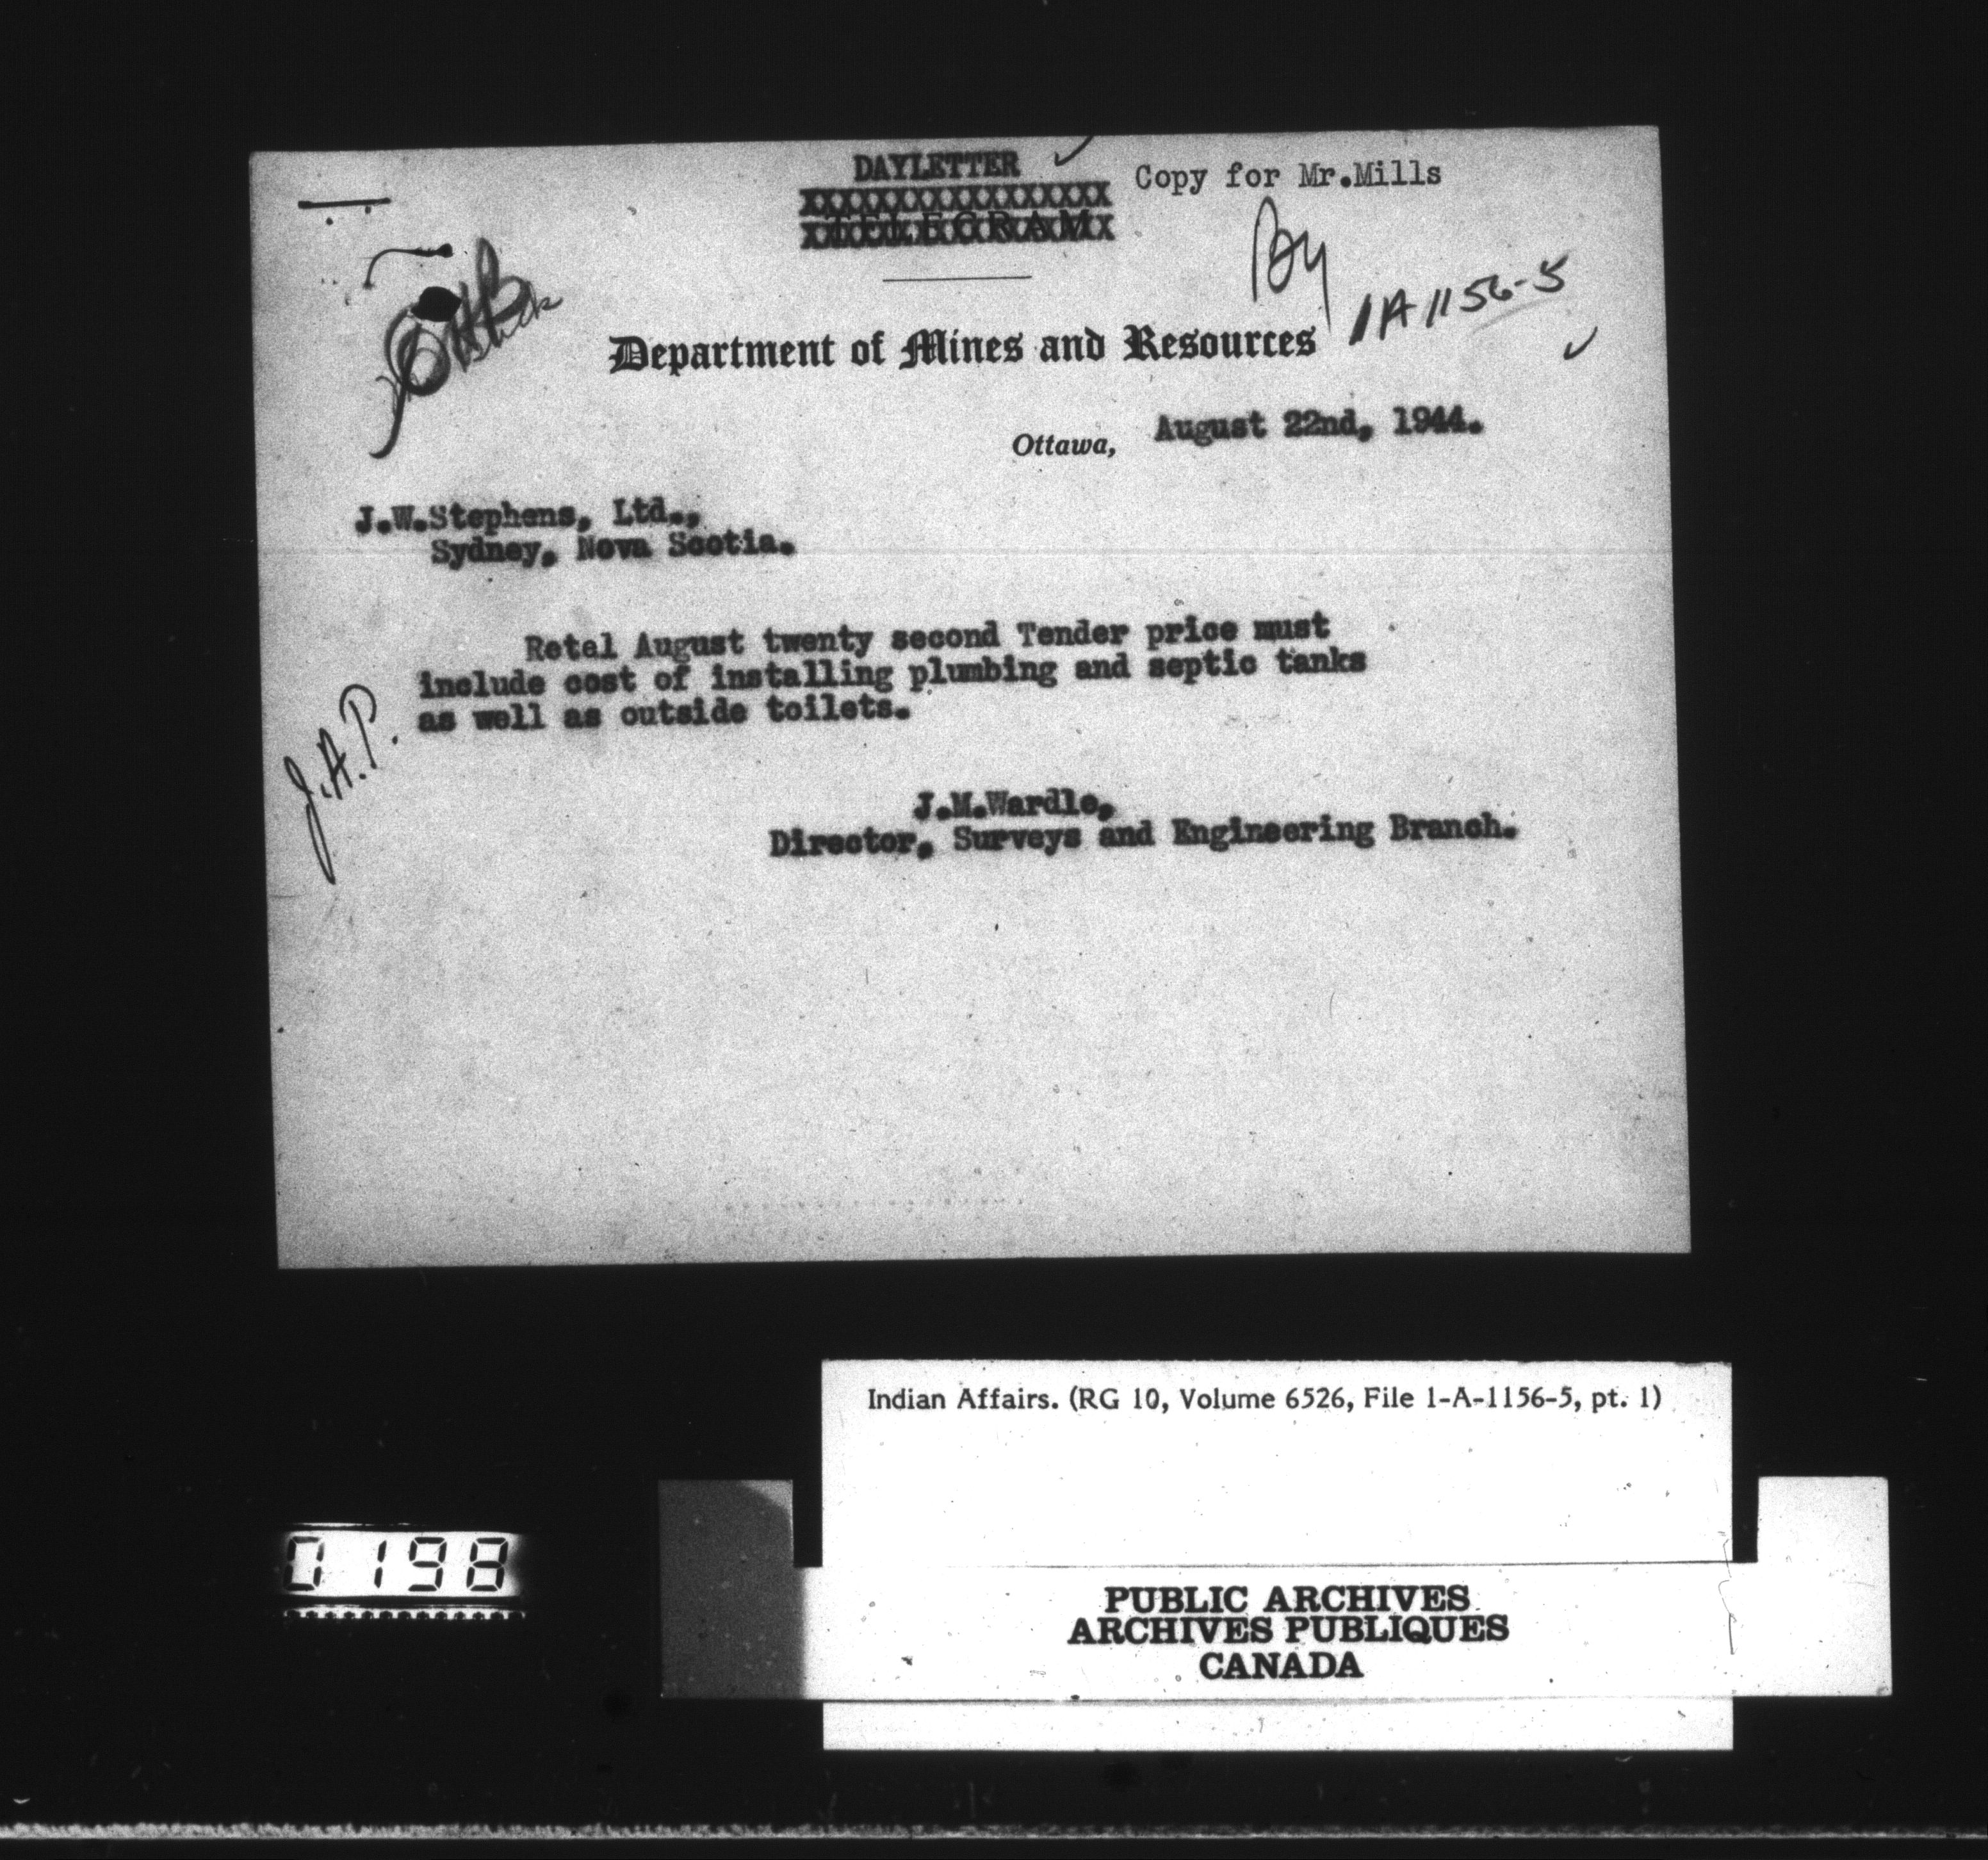 DAYLETTER
Copy for Mr.Mills
XXXXXXXXXXXXXXXXX
TELEGRAM
1A1156-5
Department of Mines and Resources
Ottawa, August 22nd, 1944.
J.W.Stephens, Ltd.,
Sydney, Nova Scotia.
Retel August twenty second Tender price must
include cost of installing plumbing and septic tanks
as well as outside toilets.
J.A.P.
J.M.Wardle,
Director, Surveys and Engineering Branch.
Indian Affairs. (RG 10, Volume 6526, File 1-A-1156-5, pt. 1)
0198
PUBLIC ARCHIVES
ARCHIVES PUBLIQUES
CANADA